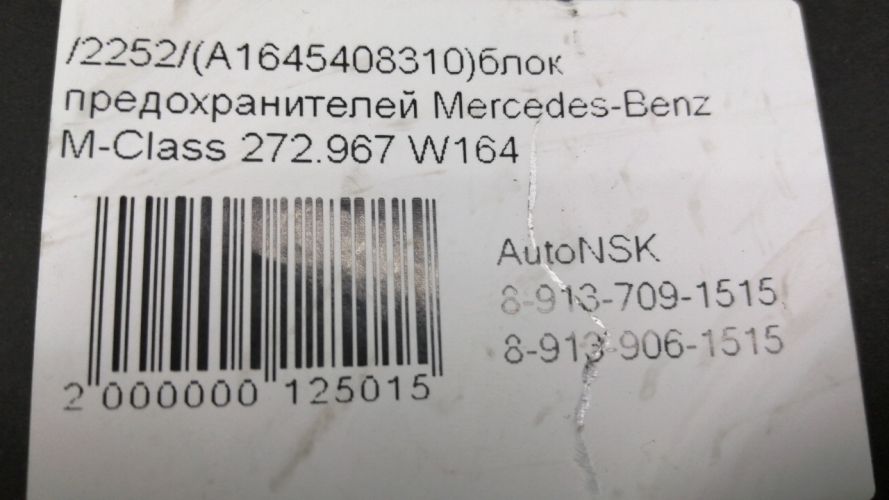 /2252/(A1645408310)блок
предохранителей Mercedes-Benz
M-Class 272.967 W164
AutoNSK
8-913-709-1515
8-913-906-1515
2 000000 125015